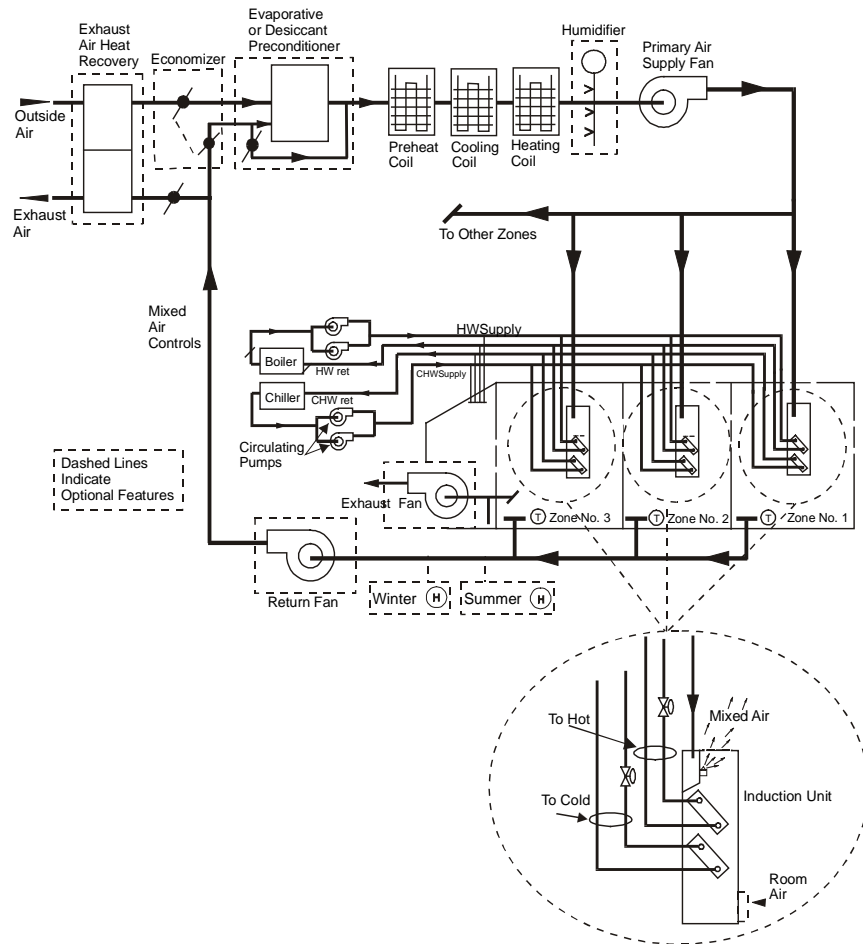 Exhaust
Air Heat
Recovery
Economizer
Evaporative
or Desiccant
Preconditioner
Humidifier
Primary Air
Supply Fan
Outside
Air
Preheat
Coil
Cooling
Coil
Heating
Coil
Exhaust
Air
To Other Zones
Mixed
Air
Controls
HWSupply
Boiler
HW ret
CHWSupply
Chiller
CHW ret
Circulating
Pumps
Dashed Lines
Indicate
Optional Features
Exhaust Fan
T Zone No. 3
T Zone No. 2
T Zone No. 1
Return Fan
Winter H
Summer H
To Hot
Mixed Air
To Cold
Induction Unit
Room
Air